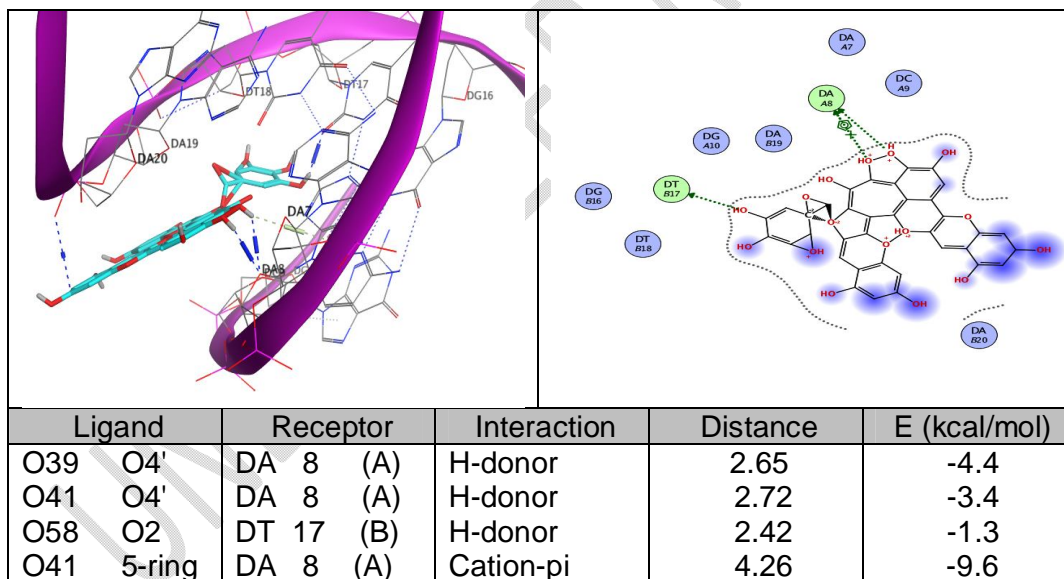 DT18
DT17
DG16
DA19
DA20
DA7
DA8
DA
A7
DA
A8
DC
A9
DG
A10
DA
B19
DT
B17
DG
B16
DT
B18
DA
B20
Ligand Receptor Interaction Distance E (kcal/mol)
O39 O4' DA 8 (A) H-donor 2.65 -4.4
O41 O4' DA 8 (A) H-donor 2.72 -3.4
O58 O2 DT 17 (B) H-donor 2.42 -1.3
O41 5-ring DA 8 (A) Cation-pi 4.26 -9.6